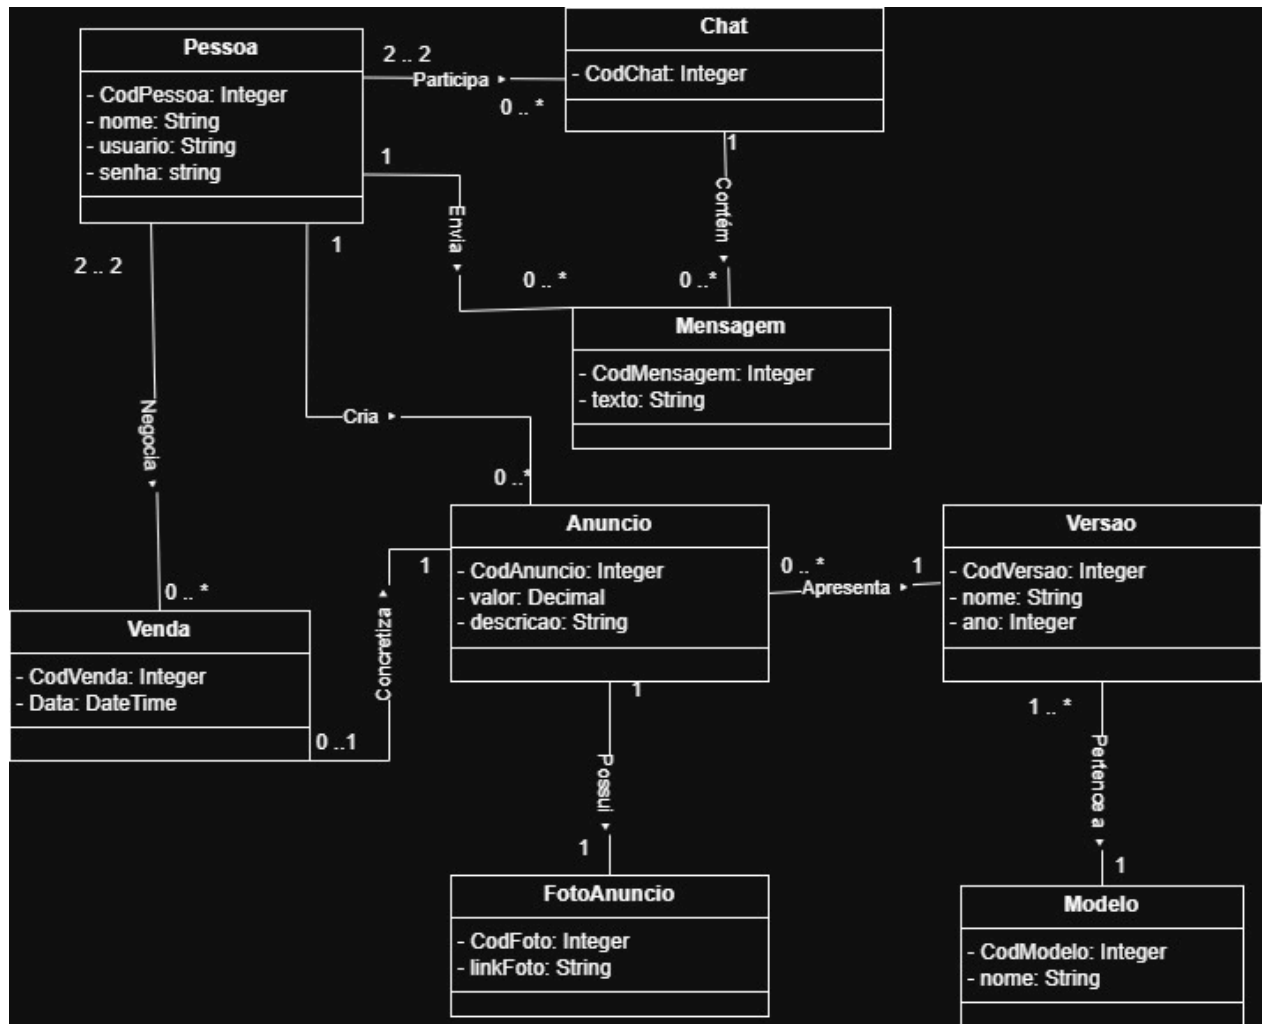 Pessoa
- CodPessoa: Integer
- nome: String
- usuario: String
- senha: string
2 .. 2
Participa
0 .. *
Chat
- CodChat: Integer
1
Envia
0 .. *
1
Contém
0 .. *
Mensagem
- CodMensagem: Integer
- texto: String
2 .. 2
Negocia
0 .. *
1
Cria
0 ..*
Venda
- CodVenda: Integer
- Data: DateTime
0 ..1
Concretiza
1
Anuncio
- CodAnuncio: Integer
- valor: Decimal
- descricao: String
0 .. *
Apresenta
1
Versao
- CodVersao: Integer
- nome: String
- ano: Integer
1
Possui
1
FotoAnuncio
- CodFoto: Integer
- linkFoto: String
1 .. *
Pertence a
1
Modelo
- CodModelo: Integer
- nome: String